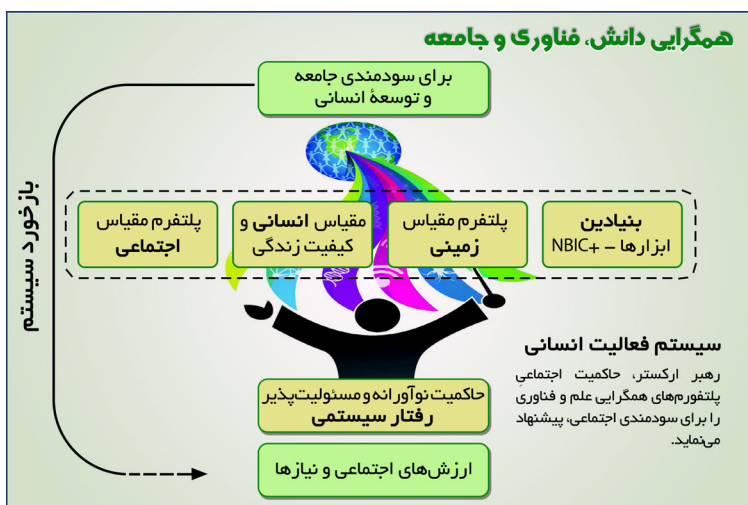 همگرایی دانش، فناوری و جامعه
برای سودمندی جامعه
و توسعهٔ انسانی
بنیادین
ابزارها – +NBIC
پلتفرم مقیاس
زمینی
مقیاس انسانی و
کیفیت زندگی
پلتفرم مقیاس
اجتماعی
بازخورد سیستم
سیستم فعالیت انسانی
رهبر ارکستر، حاکمیت اجتماعیِ
پلتفورم‌های همگرایی علم و فناوری
را برای سودمندی اجتماعی، پیشنهاد
می‌نماید.
حاکمیت نوآورانه و مسئولیت‌پذیر
رفتار سیستمی
ارزش‌های اجتماعی و نیازها